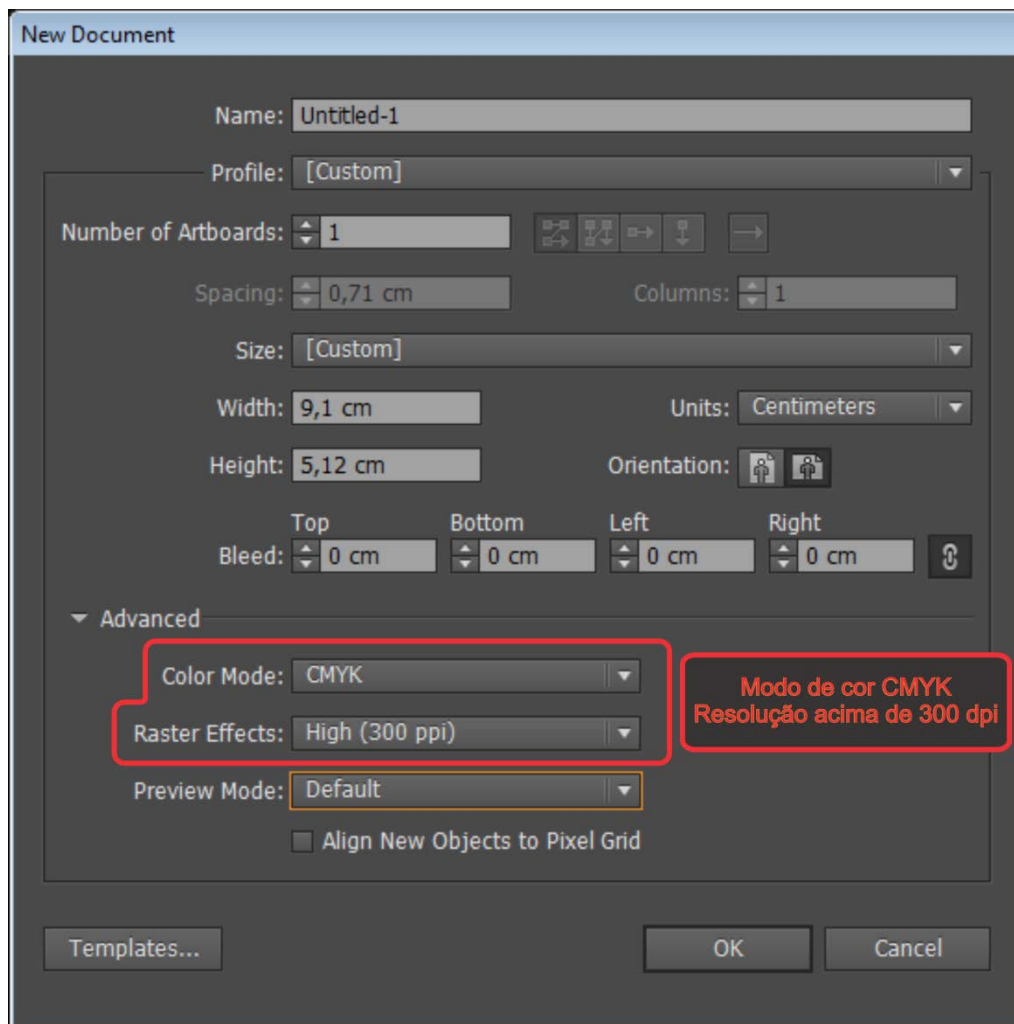 New Document
Name: Untitled-1
Profile: [Custom]
Number of Artboards: 1
Spacing: 0,71 cm Columns: 1
Size: [Custom]
Width: 9,1 cm Units: Centimeters
Height: 5,12 cm Orientation:
Top Bottom Left Right
Bleed: 0 cm 0 cm 0 cm 0 cm
Advanced
Color Mode: CMYK
Modo de cor CMYK
Resolução acima de 300 dpi
Raster Effects: High (300 ppi)
Preview Mode: Default
Align New Objects to Pixel Grid
Templates... OK Cancel